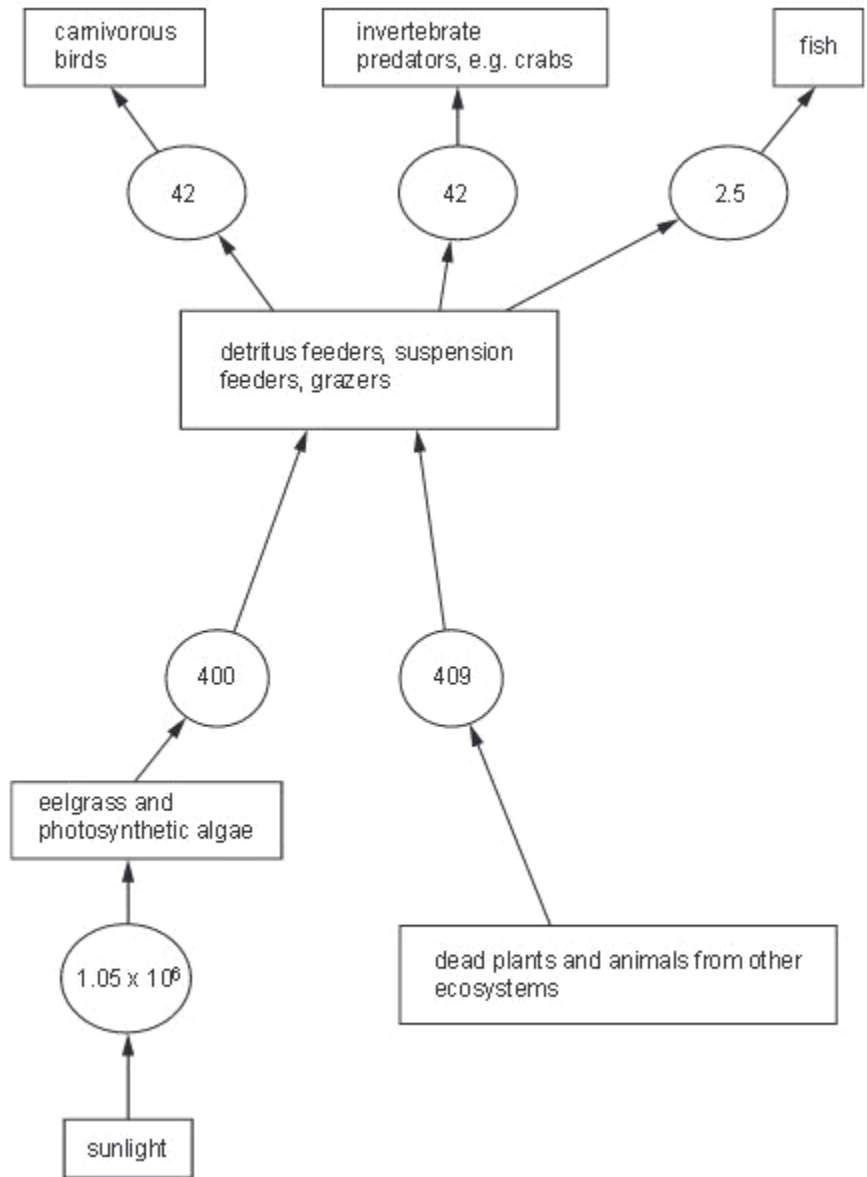 carnivorous
birds
invertebrate
predators, e.g. crabs
fish
42
42
2.5
detritus feeders, suspension
feeders, grazers
400
409
eelgrass and
photosynthetic algae
1.05 x 10⁶
dead plants and animals from other
ecosystems
sunlight